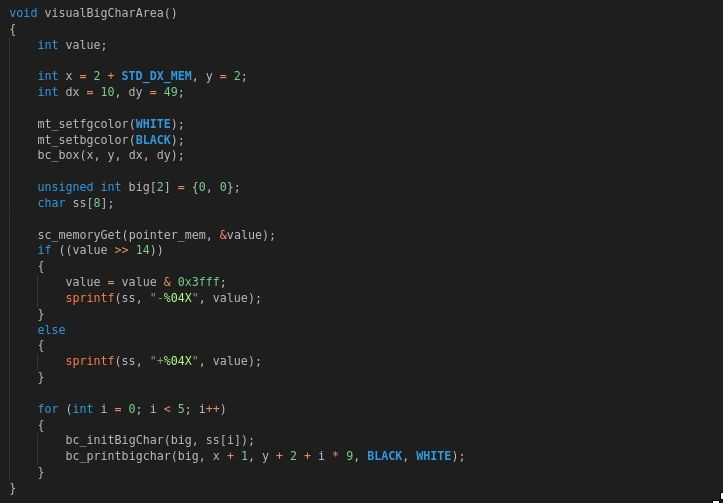 void visualBigCharArea()
{
    int value;

    int x = 2 + STD_DX_MEM, y = 2;
    int dx = 10, dy = 49;

    mt_setfgcolor(WHITE);
    mt_setbgcolor(BLACK);
    bc_box(x, y, dx, dy);

    unsigned int big[2] = {0, 0};
    char ss[8];

    sc_memoryGet(pointer_mem, &value);
    if ((value >> 14))
    {
        value = value & 0x3fff;
        sprintf(ss, "-%04X", value);
    }
    else
    {
        sprintf(ss, "+%04X", value);
    }

    for (int i = 0; i < 5; i++)
    {
        bc_initBigChar(big, ss[i]);
        bc_printbigchar(big, x + 1, y + 2 + i * 9, BLACK, WHITE);
    }
}